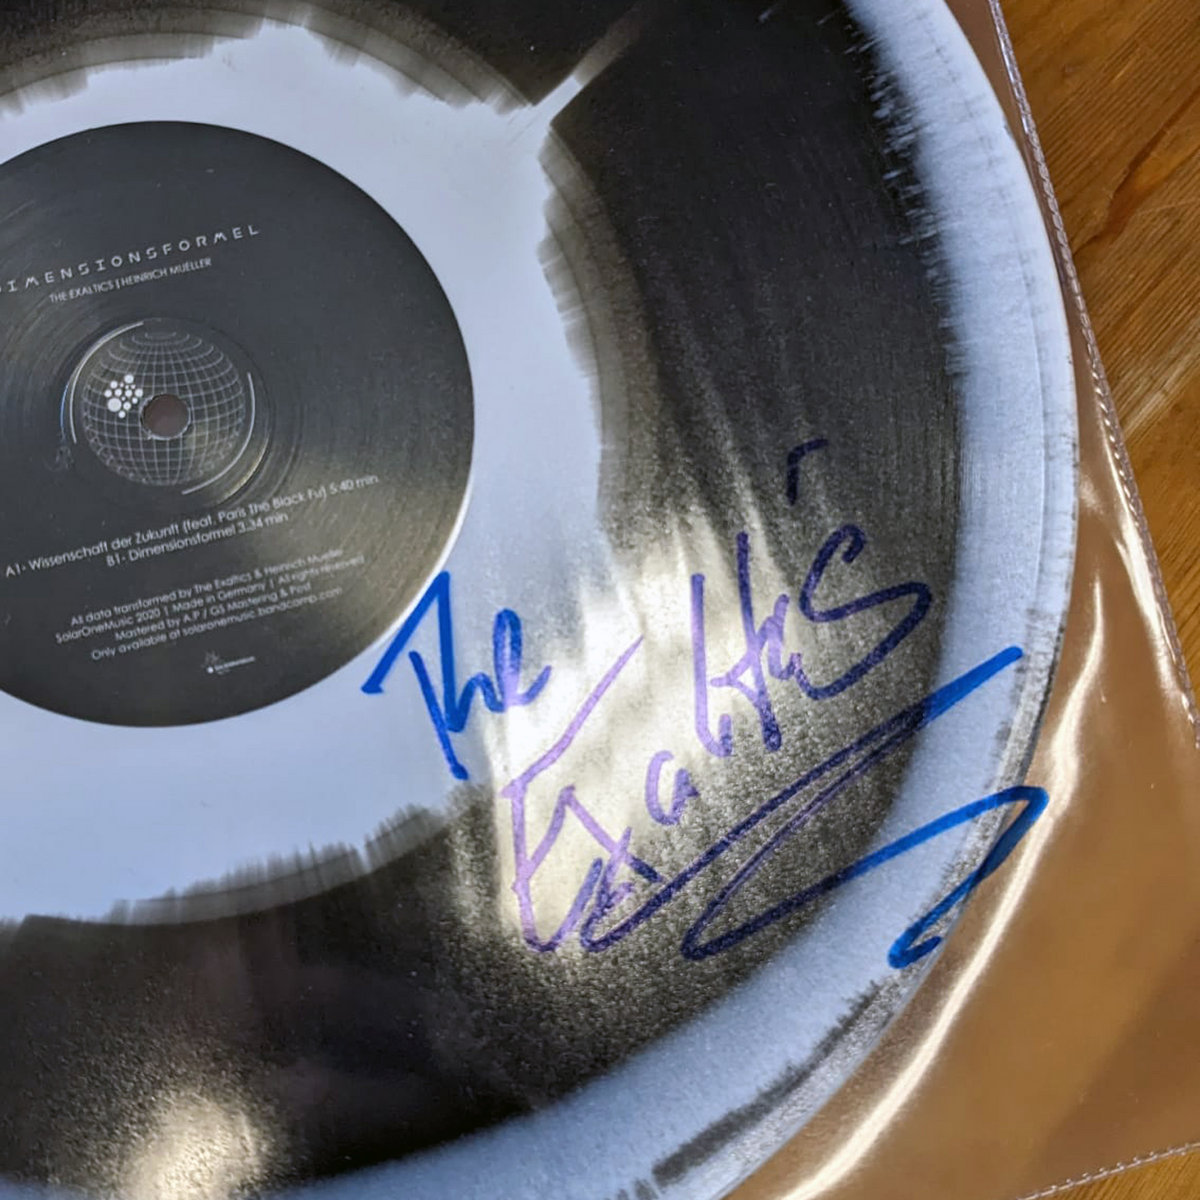 DIMENSIONSFORMEL
THE EXALTICS | HEINRICH MUELLER
A1 - Wissenschaft der Zukunft (feat. Paris The Black Fu) 5:40 min
B1 - Dimensionsformel 3:34 min
All data transformed by The Exaltics & Heinrich Mueller
SolarOneMusic 2020 | Made in Germany | All rights reserved
Mastered by A.P / GS Mastering & Post
Only available at solaronemusic.bandcamp.com
The
Exaltics